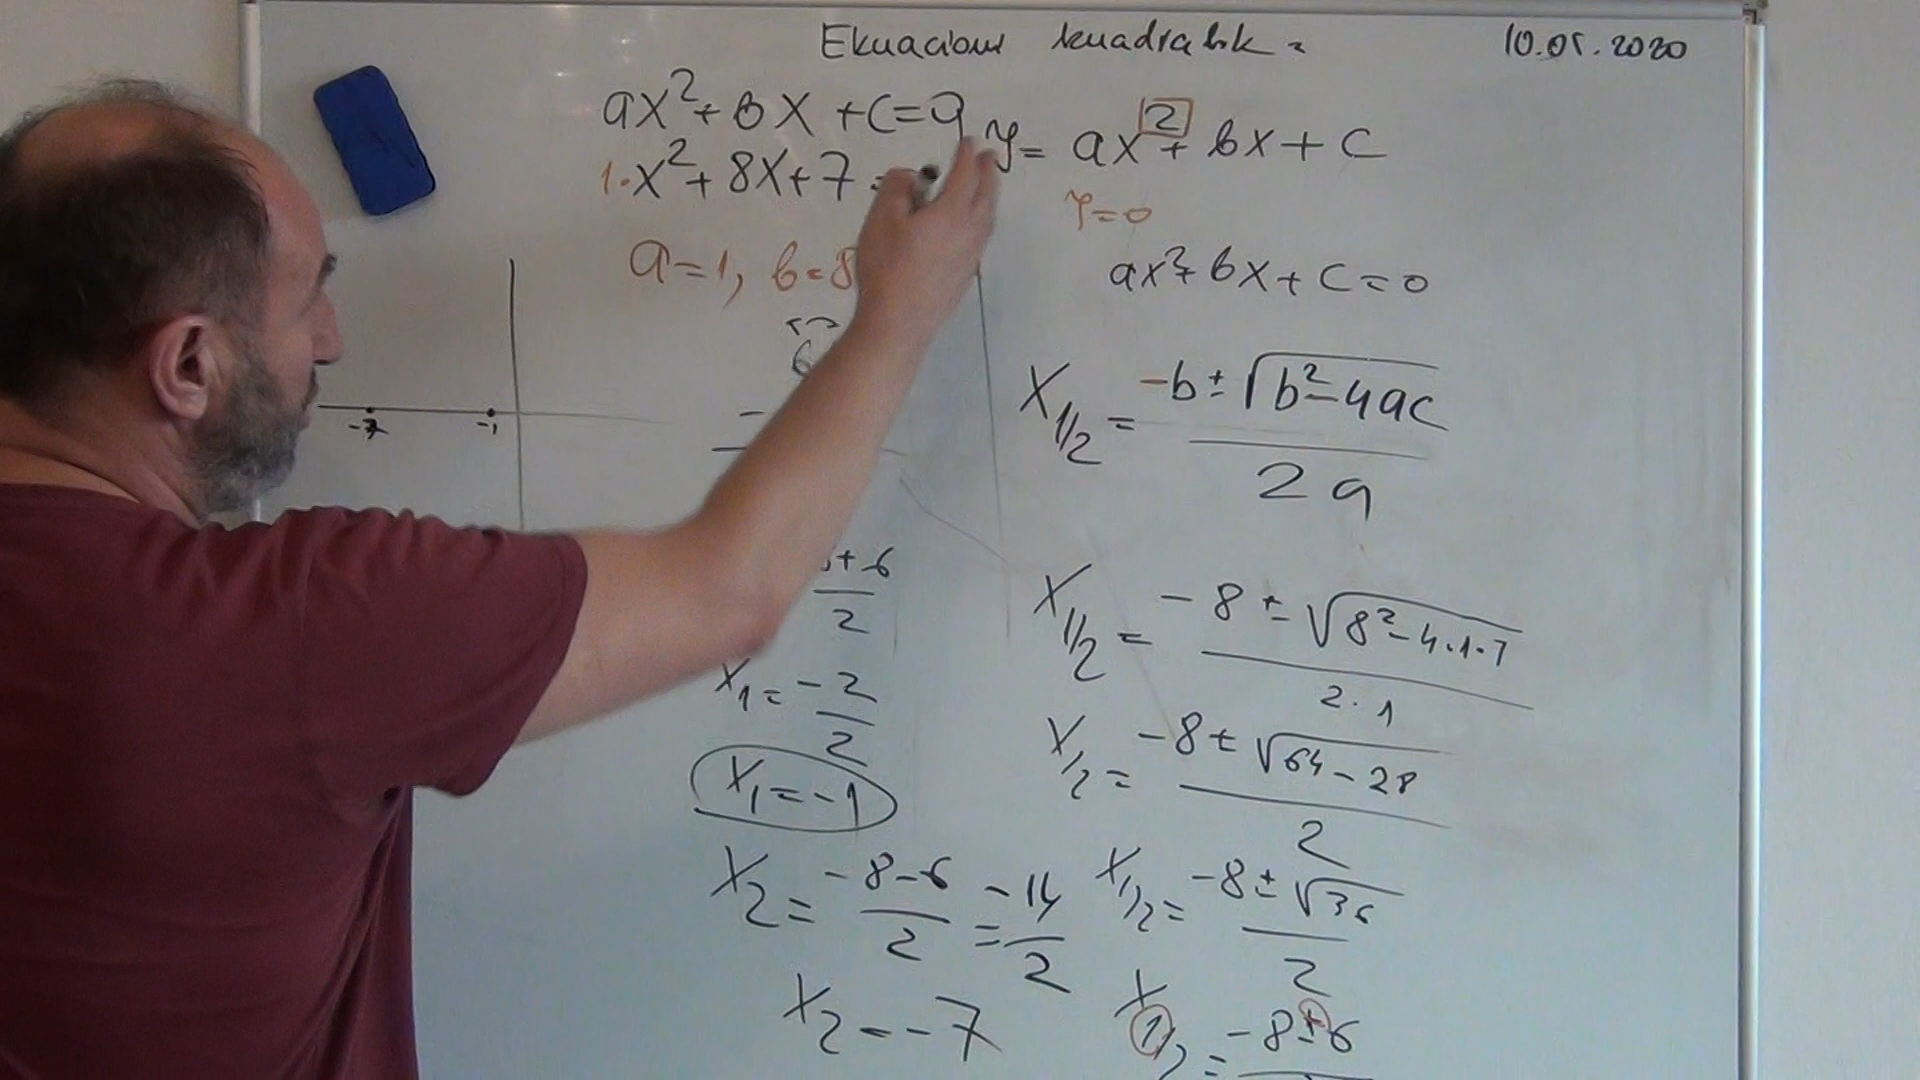 Ekuacioni kuadratik = 10.05.2020
ax²+bx+c=0
y=ax²+bx+c
1·x²+8x+7=
y=0
a=1, b=8
ax²+bx+c=0
x1/2=(-b±√(b²-4ac))/(2a)
-7 -1
+6/2
x1/2=(-8±√(8²-4·1·7))/(2·1)
x1=-2/2
x1/2=(-8±√(64-28))/2
x1=-1
x2=(-8-6)/2=-14/2
x1/2=(-8±√36)/2
x2=-7
x1/2=-8±6